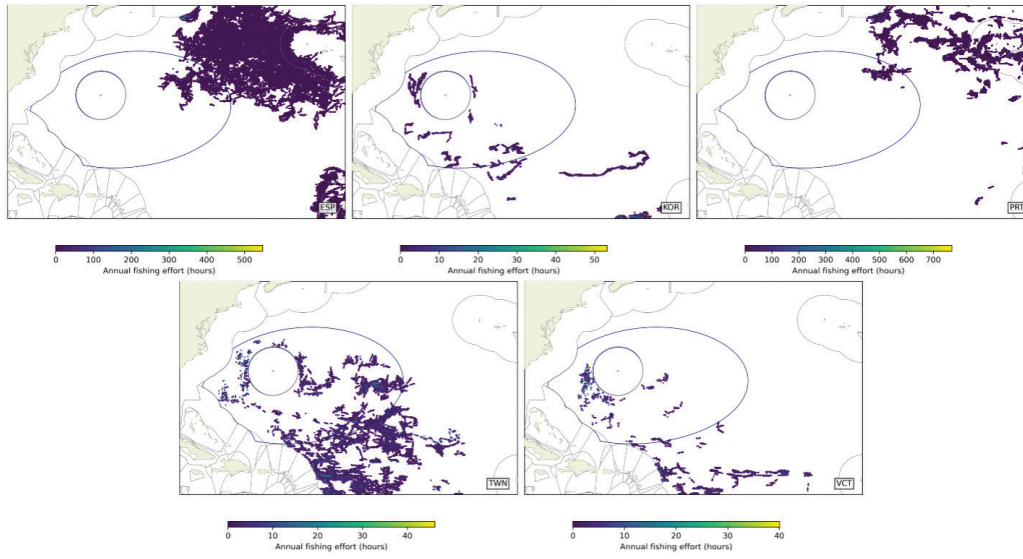 ESP
KOR
PRT
0 100 200 300 400 500
Annual fishing effort (hours)
0 10 20 30 40 50
Annual fishing effort (hours)
0 100 200 300 400 500 600 700
Annual fishing effort (hours)
TWN
VCT
0 10 20 30 40
Annual fishing effort (hours)
0 10 20 30 40
Annual fishing effort (hours)